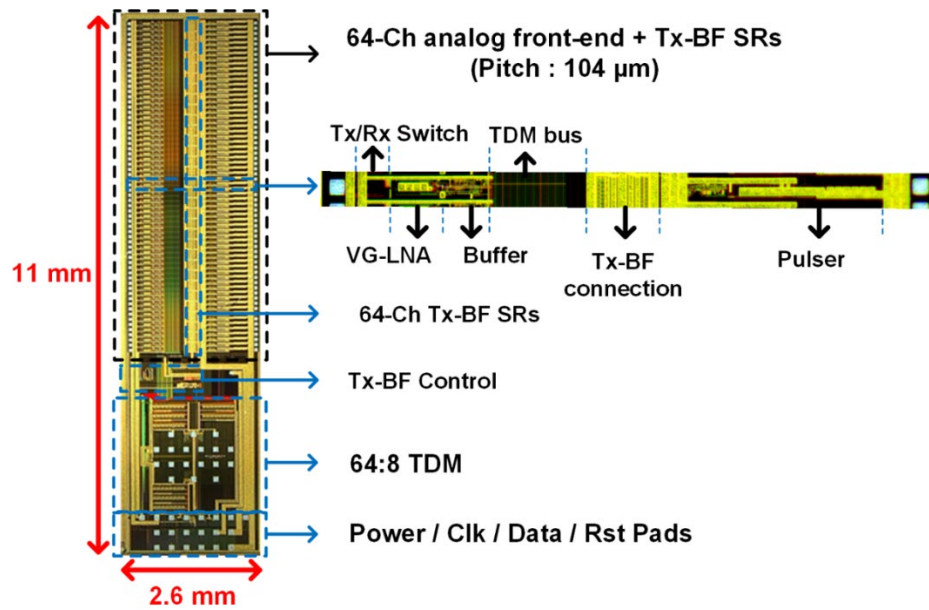 64-Ch analog front-end + Tx-BF SRs
(Pitch : 104 μm)
Tx/Rx Switch
TDM bus
VG-LNA
Buffer
Tx-BF
connection
Pulser
11 mm
64-Ch Tx-BF SRs
Tx-BF Control
64:8 TDM
Power / Clk / Data / Rst Pads
2.6 mm